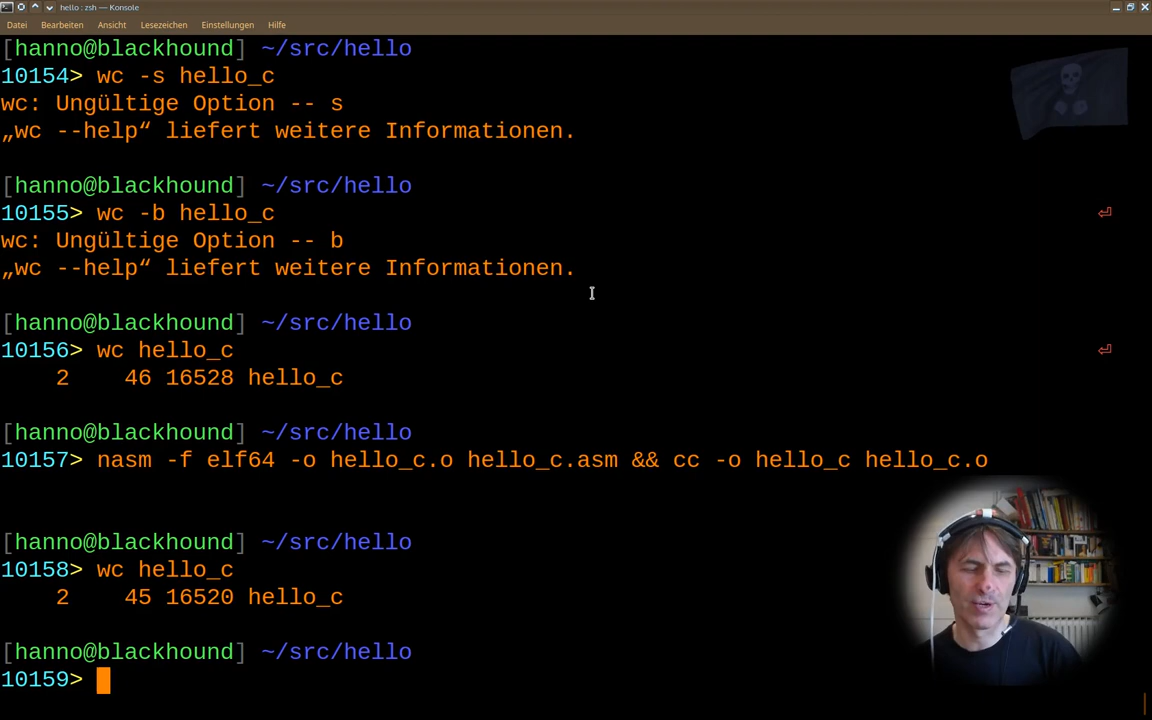 hello : zsh — Konsole
Datei Bearbeiten Ansicht Lesezeichen Einstellungen Hilfe
[hanno@blackhound] ~/src/hello
10154> wc -s hello_c
wc: Ungültige Option -- s
„wc --help“ liefert weitere Informationen.
[hanno@blackhound] ~/src/hello
10155> wc -b hello_c
wc: Ungültige Option -- b
„wc --help“ liefert weitere Informationen.
[hanno@blackhound] ~/src/hello
10156> wc hello_c
2 46 16528 hello_c
[hanno@blackhound] ~/src/hello
10157> nasm -f elf64 -o hello_c.o hello_c.asm && cc -o hello_c hello_c.o
[hanno@blackhound] ~/src/hello
10158> wc hello_c
2 45 16520 hello_c
[hanno@blackhound] ~/src/hello
10159>